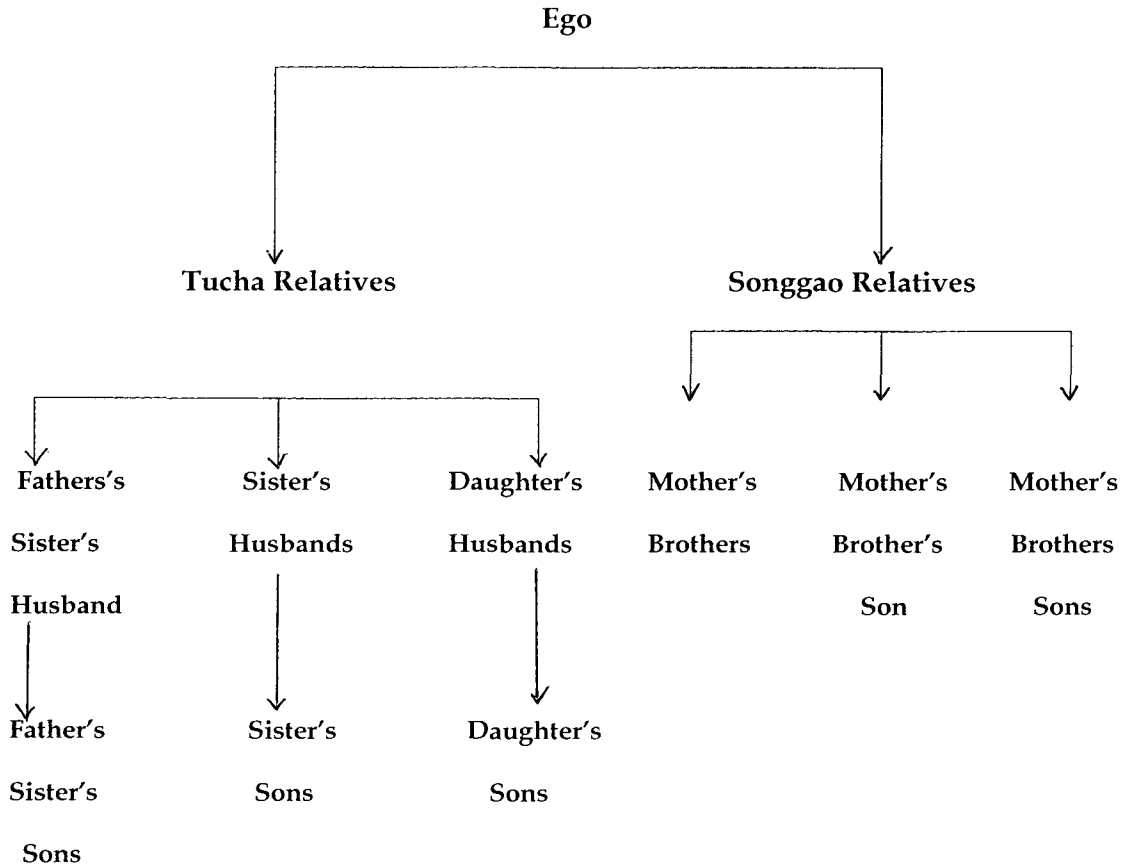 Ego
Tucha Relatives
Songgao Relatives
Fathers's
Sister's
Husband
Sister's
Husbands
Daughter's
Husbands
Mother's
Brothers
Mother's
Brother's
Son
Mother's
Brothers
Sons
Father's
Sister's
Sons
Sister's
Sons
Daughter's
Sons